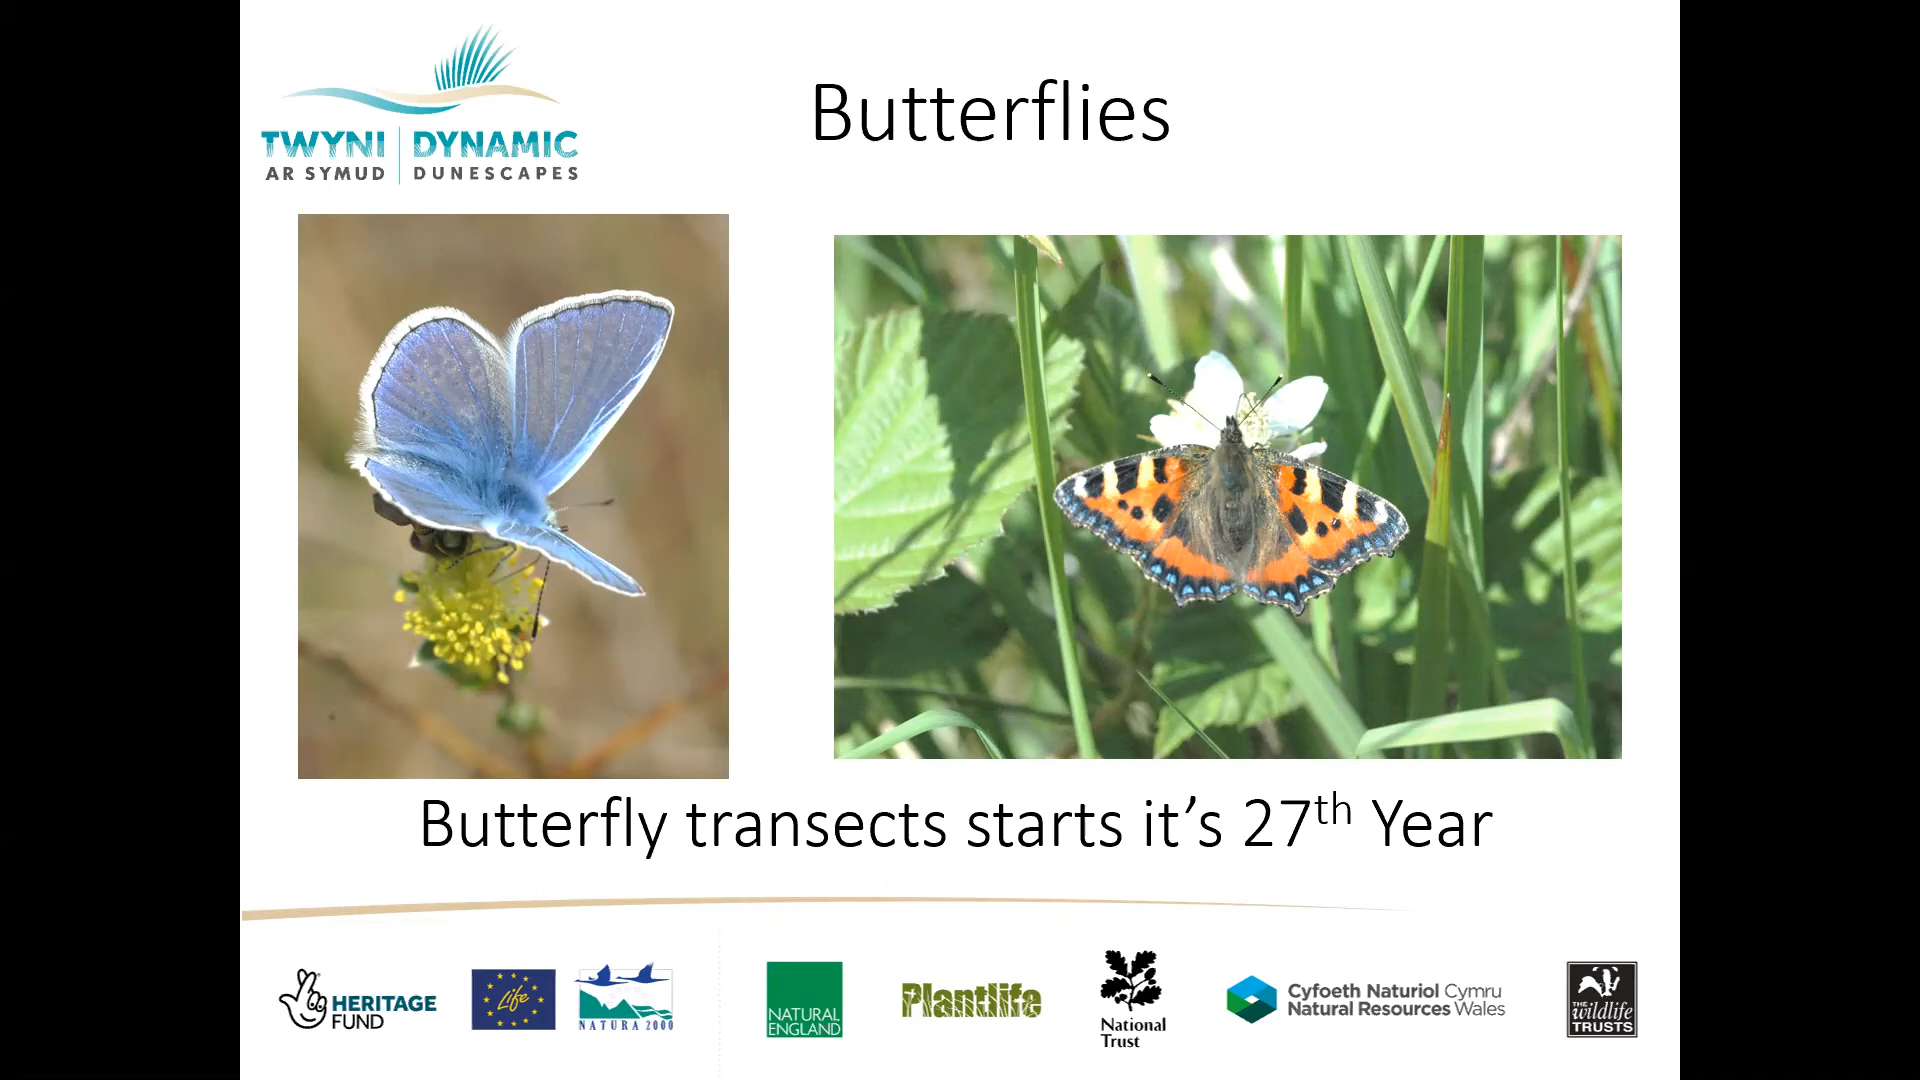 TWYNI
AR SYMUD
DYNAMIC
DUNESCAPES
Butterflies
Butterfly transects starts it’s 27th Year
HERITAGE
FUND
Life
NATURA 2000
NATURAL
ENGLAND
Plantlife
National
Trust
Cyfoeth Naturiol Cymru
Natural Resources Wales
THE
wildlife
TRUSTS